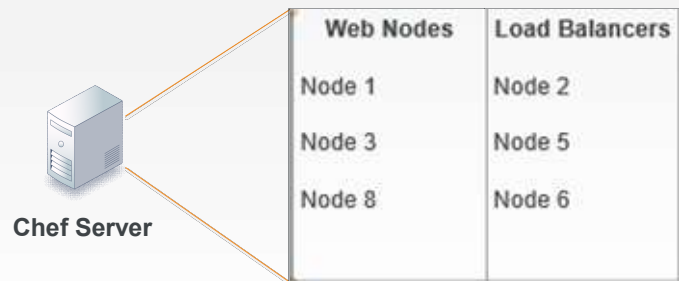 Web Nodes Load Balancers
Node 1 Node 2
Node 3 Node 5
Node 8 Node 6
Chef Server